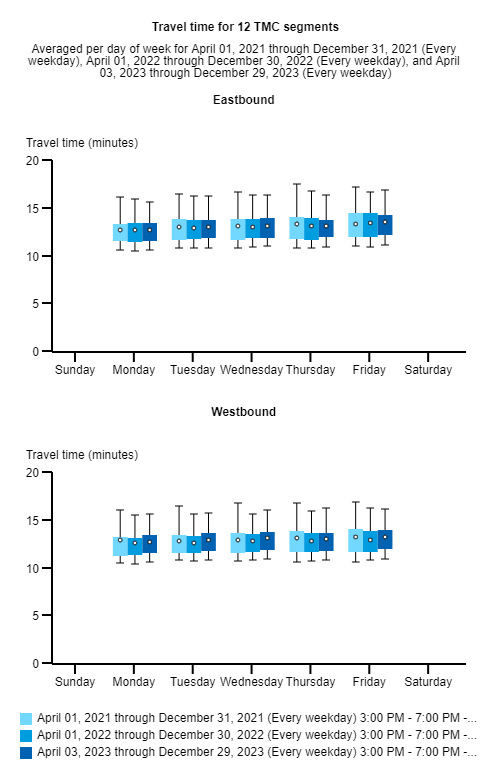 Travel time for 12 TMC segments
Averaged per day of week for April 01, 2021 through December 31, 2021 (Every
weekday), April 01, 2022 through December 30, 2022 (Every weekday), and April
03, 2023 through December 29, 2023 (Every weekday)
Eastbound
Travel time (minutes)
20
15
10
5
0
Sunday Monday Tuesday Wednesday Thursday Friday Saturday
Westbound
Travel time (minutes)
20
15
10
5
0
Sunday Monday Tuesday Wednesday Thursday Friday Saturday
April 01, 2021 through December 31, 2021 (Every weekday) 3:00 PM - 7:00 PM -...
April 01, 2022 through December 30, 2022 (Every weekday) 3:00 PM - 7:00 PM -...
April 03, 2023 through December 29, 2023 (Every weekday) 3:00 PM - 7:00 PM -...